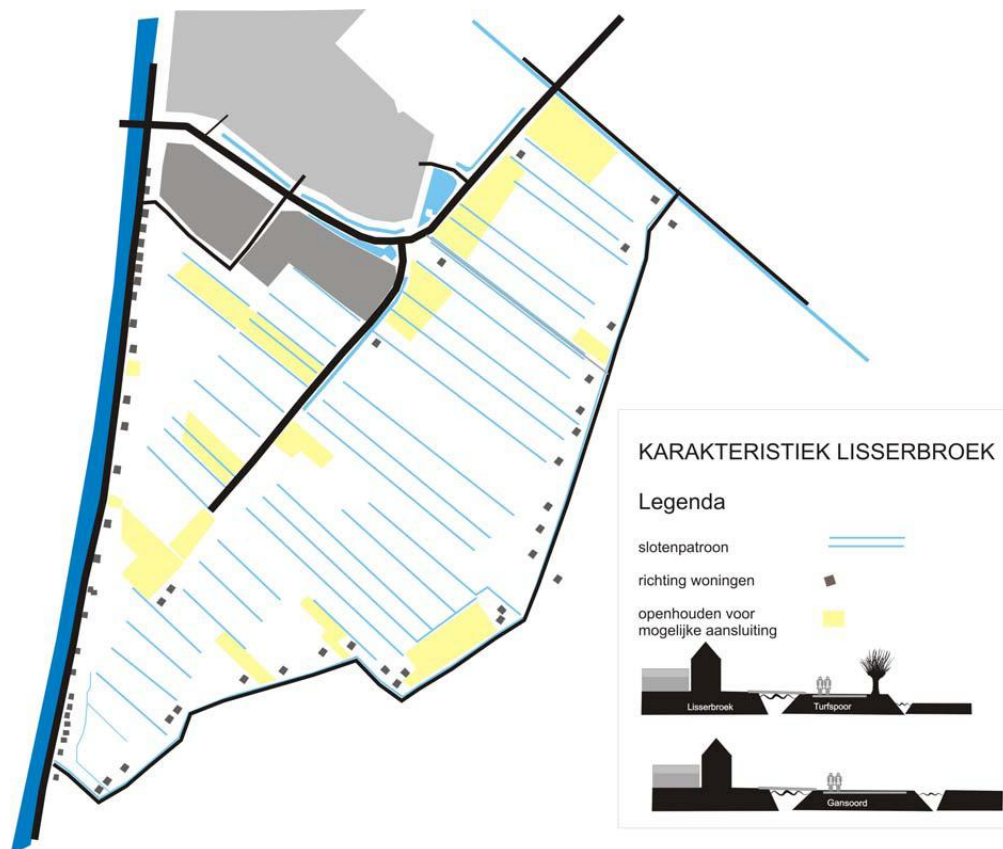 KARAKTERISTIEK LISSERBROEK
Legenda
slotenpatroon
richting woningen
openhouden voor
mogelijke aansluiting
Lisserbroek
Turfspoor
Gansoord